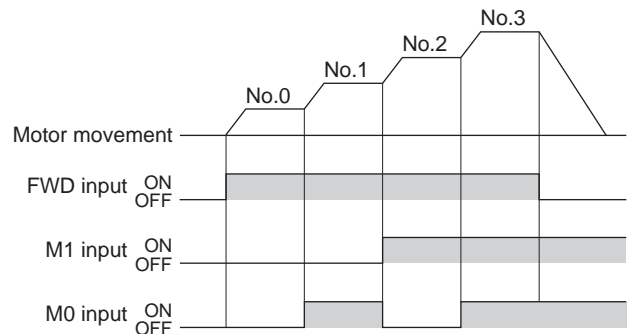 No.3
No.2
No.1
No.0
Motor movement
FWD input ON
OFF
M1 input ON
OFF
M0 input ON
OFF